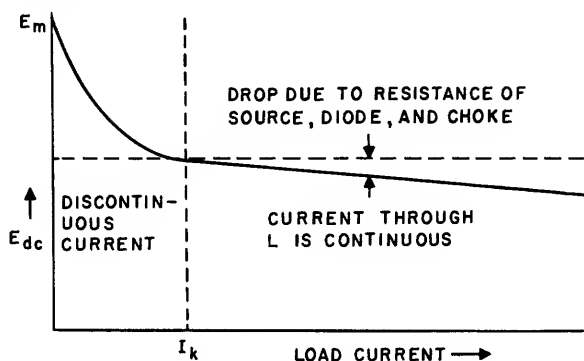 Em
DROP DUE TO RESISTANCE OF
SOURCE, DIODE, AND CHOKE
DISCONTIN-
UOUS
CURRENT
Edc
CURRENT THROUGH
L IS CONTINUOUS
Ik
LOAD CURRENT